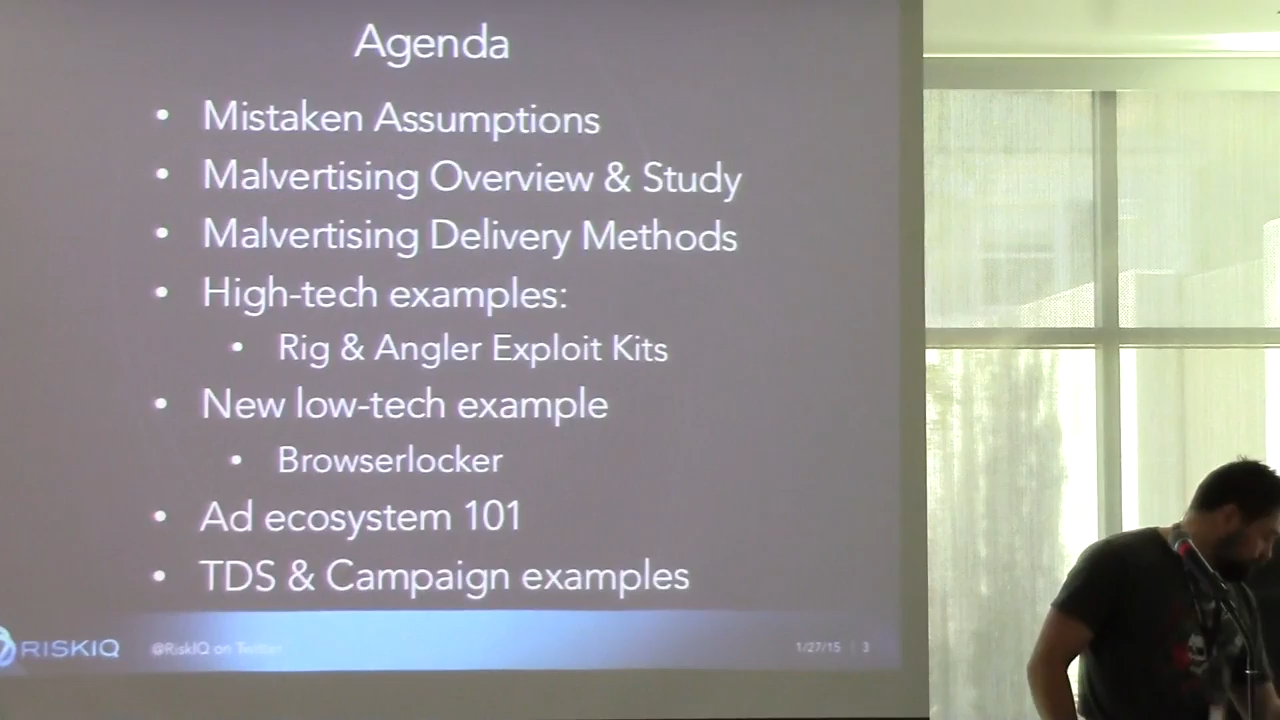 Agenda
• Mistaken Assumptions
• Malvertising Overview & Study
• Malvertising Delivery Methods
• High-tech examples:
• Rig & Angler Exploit Kits
• New low-tech example
• Browserlocker
• Ad ecosystem 101
• TDS & Campaign examples
RISKIQ @RiskIQ on Twitter 1/27/15 | 3